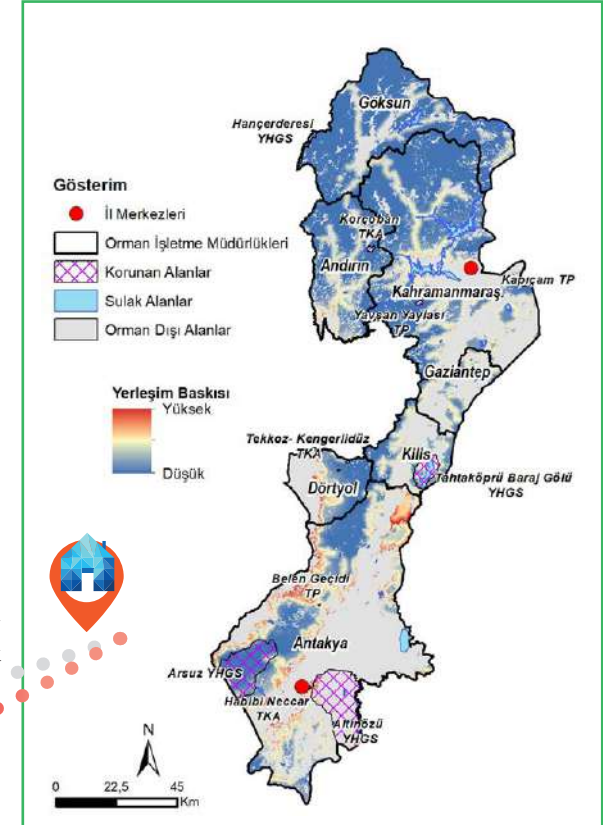 Göksun
Hançerderesi
YHGS
Gösterim
İl Merkezleri
Orman İşletme Müdürlükleri
Korunan Alanlar
Sulak Alanlar
Orman Dışı Alanlar
Korçoban
TKA
Andırın
Kapıçam TP
Kahramanmaraş
Yavşan Yaylası
TP
Gaziantep
Yerleşim Baskısı
Yüksek
Düşük
Tekkoz- Kengerlidüz
TKA
Kilis
Tahtaköprü Baraj Gölü
YHGS
Dörtyol
Belen Geçidi
TP
Antakya
Arsuz YHGS
Habibi Neccar
TKA
Altınözü
YHGS
N
0 22,5 45
Km